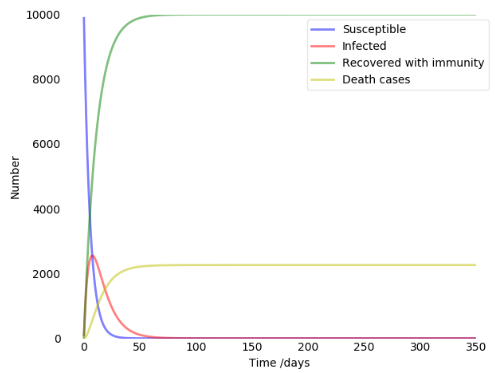 10000
8000
6000
4000
2000
0
Number
0 50 100 150 200 250 300 350
Time /days
Susceptible
Infected
Recovered with immunity
Death cases